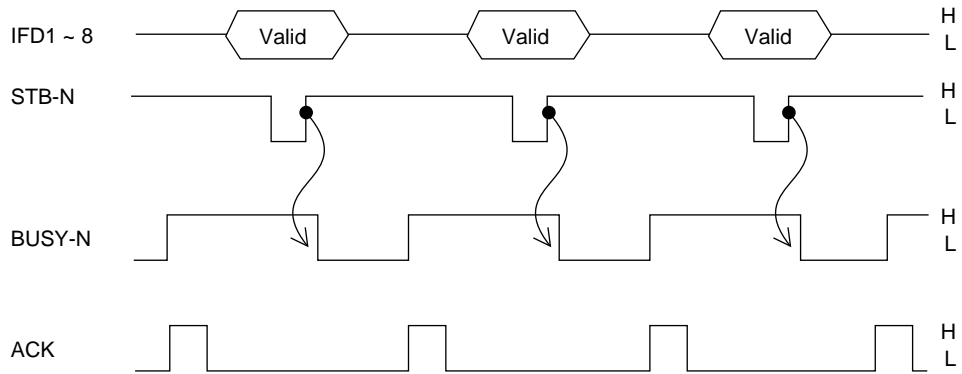 IFD1 ~ 8 Valid Valid Valid H
L
STB-N H
L
BUSY-N H
L
ACK H
L